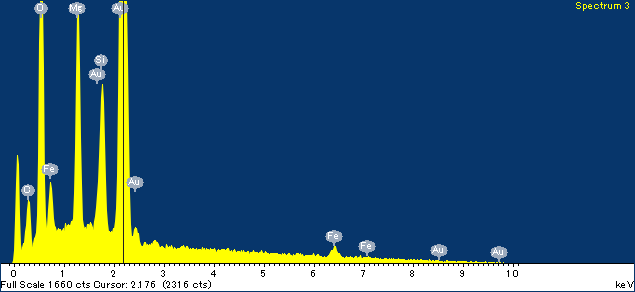 Spectrum 3
O Mg Au
Si
Au
Fe
Au
C
Fe
Fe
Au
Au
0 1 2 3 4 5 6 7 8 9 10
Full Scale 1660 cts Cursor: 2.176 (2316 cts) keV